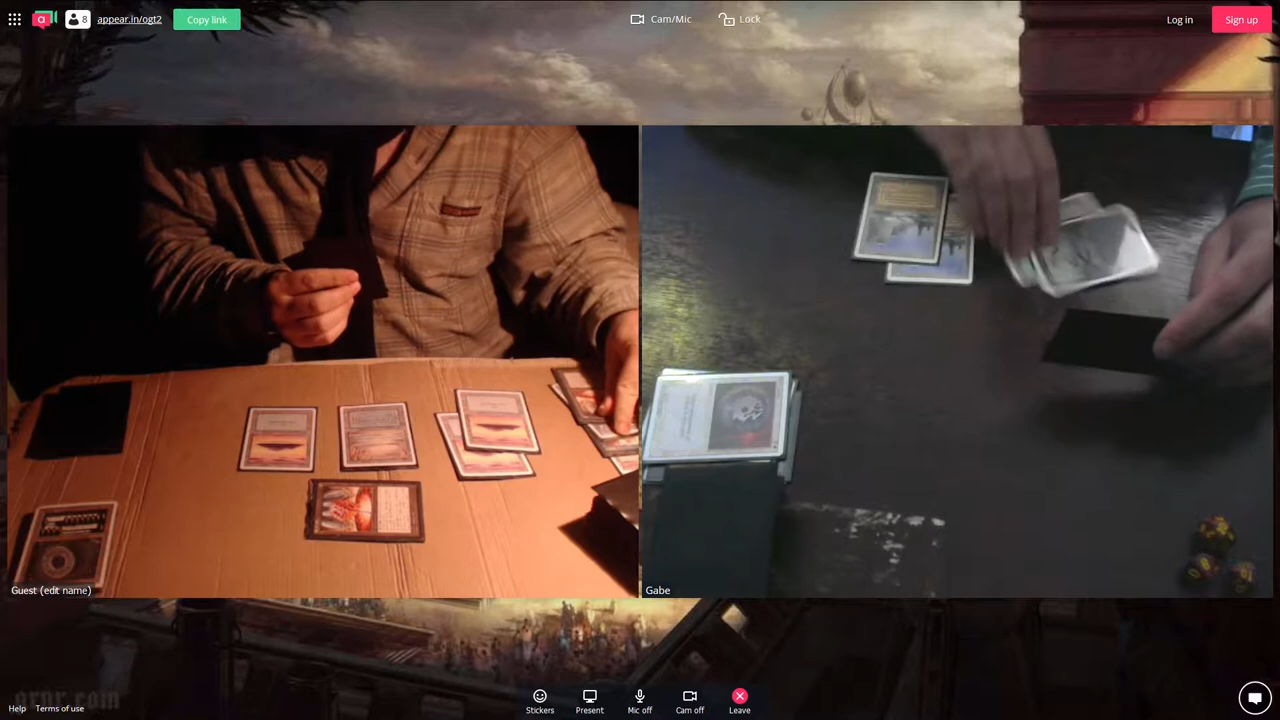 8
appear.in/ogt2
Copy link
Cam/Mic
Lock
Log in
Sign up
Guest (edit name)
Gabe
Help
Terms of use
Stickers
Present
Mic off
Cam off
Leave